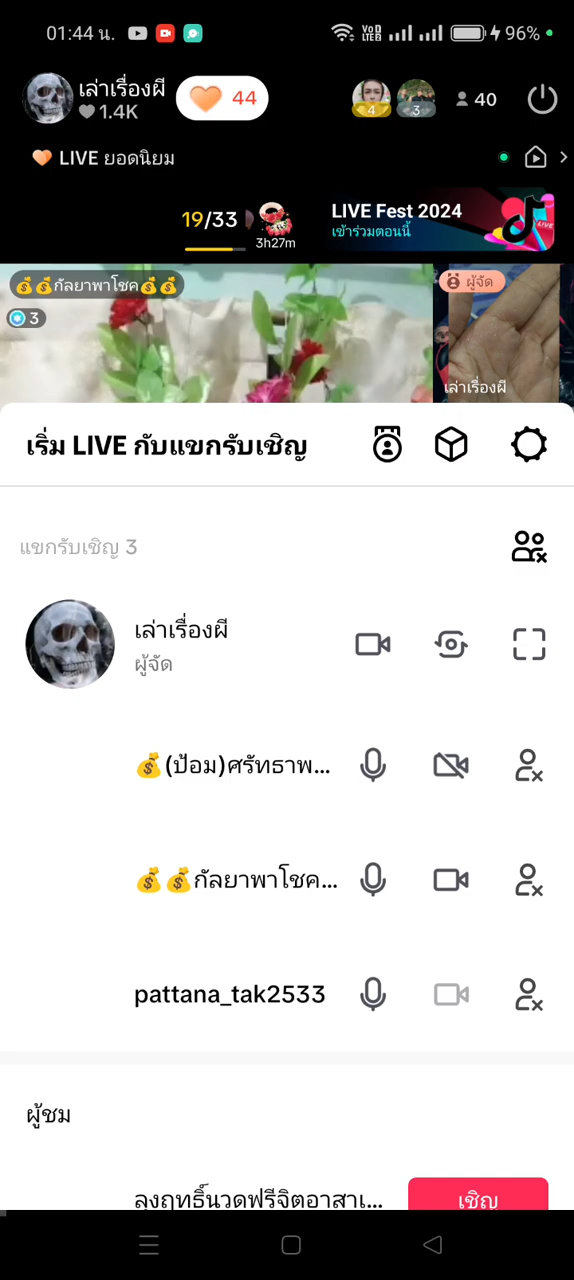 01:44 น.
VoD LTED 96%
เล่าเรื่องผี
1.4K
44
4
3
40
LIVE ยอดนิยม
19/33
3h27m
LIVE Fest 2024
เข้าร่วมตอนนี้
LIVE
💰💰กัลยาพาโชค💰💰
3
ผู้จัด
เล่าเรื่องผี
เริ่ม LIVE กับแขกรับเชิญ
แขกรับเชิญ 3
เล่าเรื่องผี
ผู้จัด
💰(ป้อม)ศรัทธาพ...
💰💰กัลยาพาโชค...
pattana_tak2533
ผู้ชม
ลุงฤทธิ์นวดฟรีจิตอาสาเ...
เชิญ